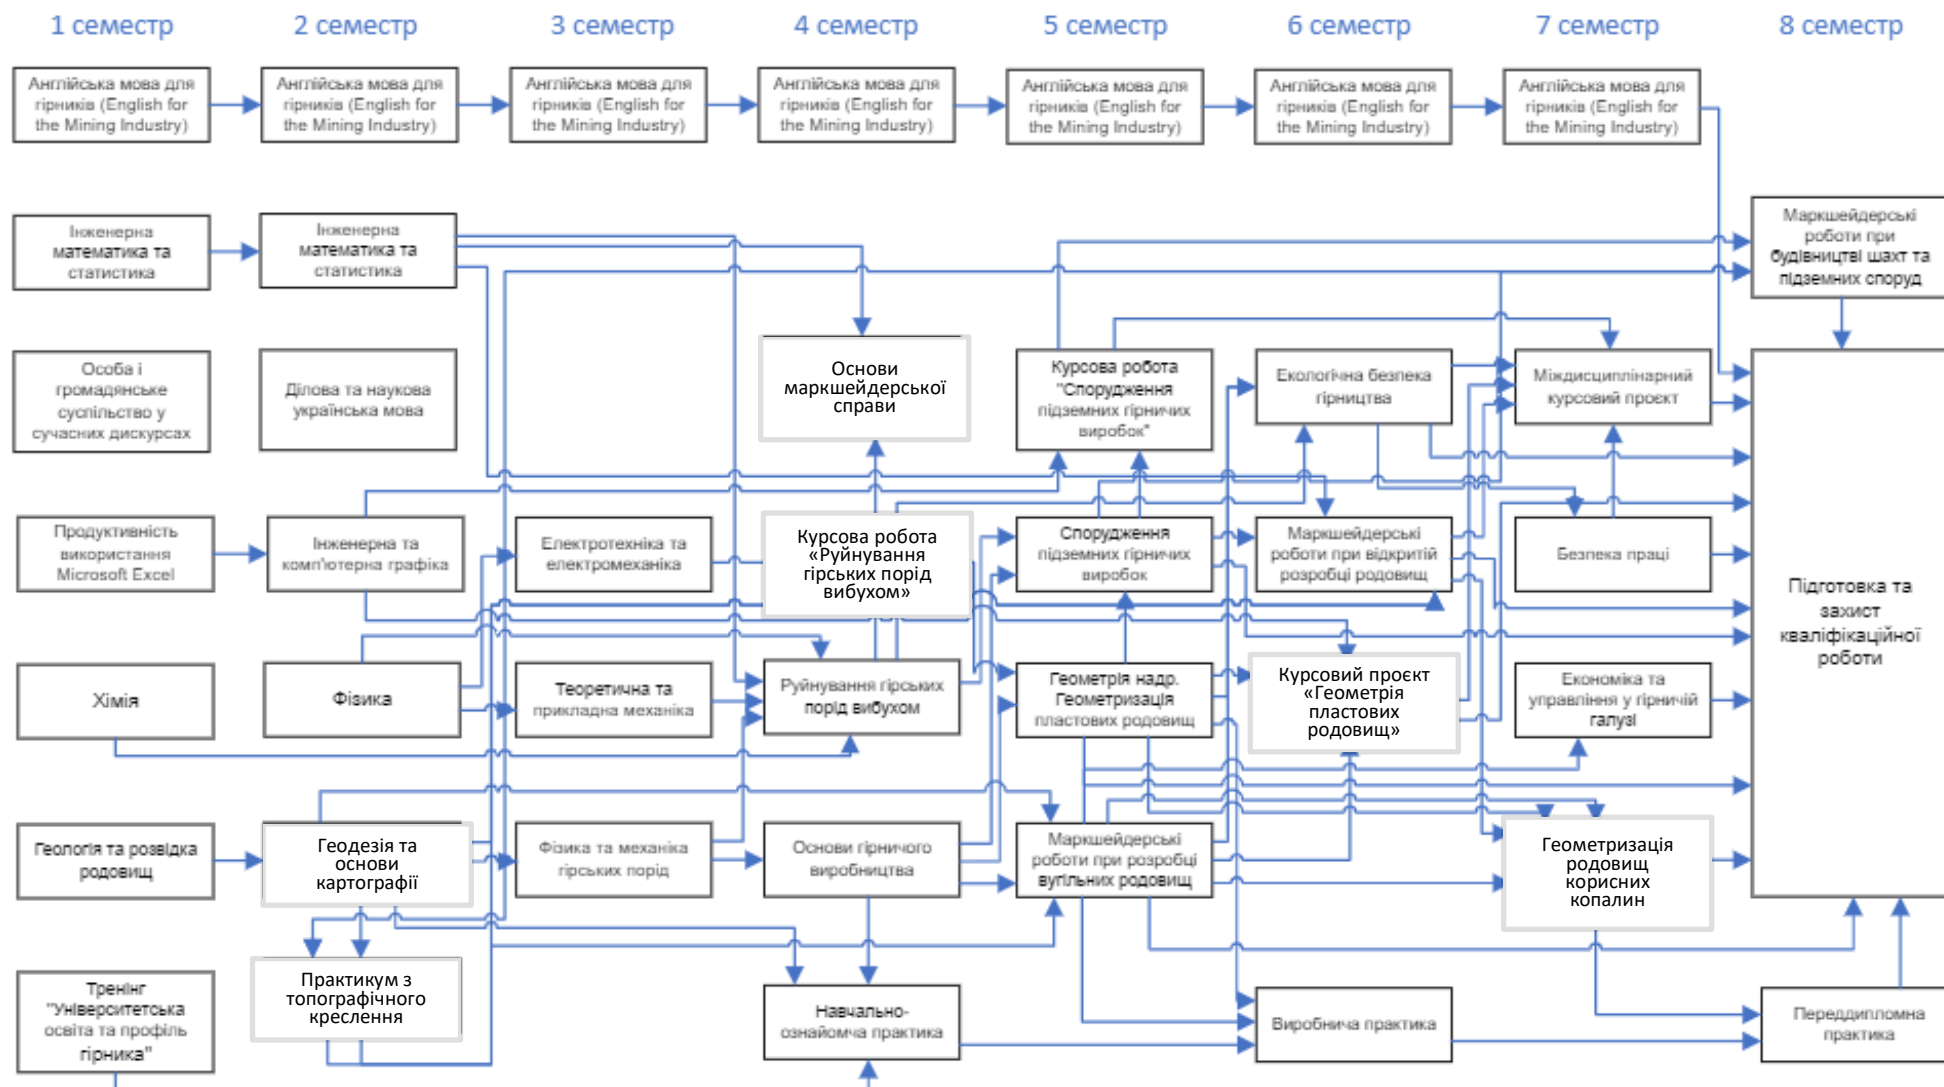 1 семестр
2 семестр
3 семестр
4 семестр
5 семестр
6 семестр
7 семестр
8 семестр
Англійська мова для
гірників (English for
the Mining Industry)
Англійська мова для
гірників (English for
the Mining Industry)
Англійська мова для
гірників (English for
the Mining Industry)
Англійська мова для
гірників (English for
the Mining Industry)
Англійська мова для
гірників (English for
the Mining Industry)
Англійська мова для
гірників (English for
the Mining Industry)
Англійська мова для
гірників (English for
the Mining Industry)
Інженерна
математика та
статистика
Інженерна
математика та
статистика
Маркшейдерські
роботи при
будівництві шахт та
підземних споруд
Особа і
громадянське
суспільство у
сучасних дискурсах
Ділова та наукова
українська мова
Основи
маркшейдерської
справи
Курсова робота
"Спорудження
підземних гірничих
виробок"
Екологічна безпека
гірництва
Міждисциплінарний
курсовий проєкт
Продуктивність
використання
Microsoft Excel
Інженерна та
комп'ютерна графіка
Електротехніка та
електромеханіка
Курсова робота
«Руйнування
гірських порід
вибухом»
Спорудження
підземних гірничих
виробок
Маркшейдерські
роботи при відкритій
розробці родовищ
Безпека праці
Підготовка та
захист
кваліфікаційної
роботи
Хімія
Фізика
Теоретична та
прикладна механіка
Руйнування гірських
порід вибухом
Геометрія надр.
Геометризація
пластових родовищ
Курсовий проєкт
«Геометрія
пластових
родовищ»
Економіка та
управління у гірничій
галузі
Геологія та розвідка
родовищ
Геодезія та
основи
картографії
Фізика та механіка
гірських порід
Основи гірничого
виробництва
Маркшейдерські
роботи при розробці
вугільних родовищ
Геометризація
родовищ
корисних
копалин
Тренінг
"Університетська
освіта та профіль
гірника"
Практикум з
топографічного
креслення
Навчально-
ознайомча практика
Виробнича практика
Переддипломна
практика